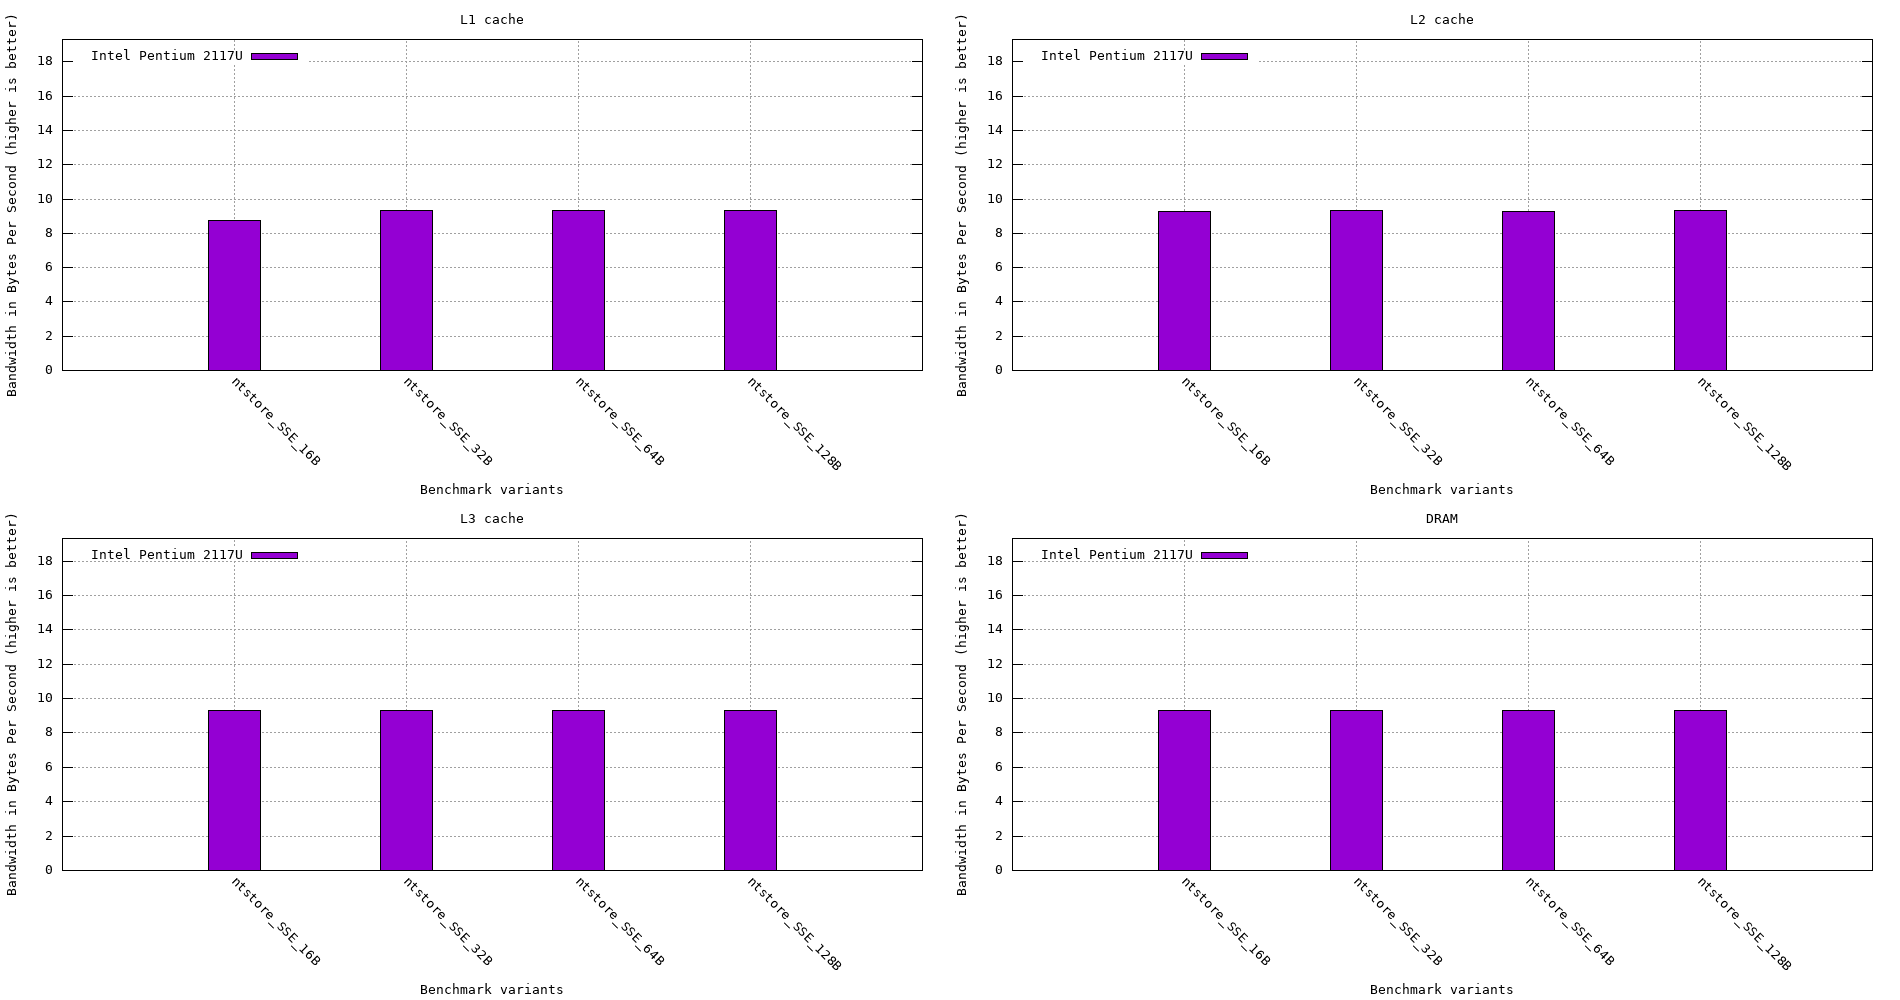 L1 cache
Bandwidth in Bytes Per Second (higher is better)
Intel Pentium 2117U
18
16
14
12
10
8
6
4
2
0
ntstore_SSE_16B
ntstore_SSE_32B
ntstore_SSE_64B
ntstore_SSE_128B
Benchmark variants
L2 cache
Bandwidth in Bytes Per Second (higher is better)
Intel Pentium 2117U
18
16
14
12
10
8
6
4
2
0
ntstore_SSE_16B
ntstore_SSE_32B
ntstore_SSE_64B
ntstore_SSE_128B
Benchmark variants
L3 cache
Bandwidth in Bytes Per Second (higher is better)
Intel Pentium 2117U
18
16
14
12
10
8
6
4
2
0
ntstore_SSE_16B
ntstore_SSE_32B
ntstore_SSE_64B
ntstore_SSE_128B
Benchmark variants
DRAM
Bandwidth in Bytes Per Second (higher is better)
Intel Pentium 2117U
18
16
14
12
10
8
6
4
2
0
ntstore_SSE_16B
ntstore_SSE_32B
ntstore_SSE_64B
ntstore_SSE_128B
Benchmark variants